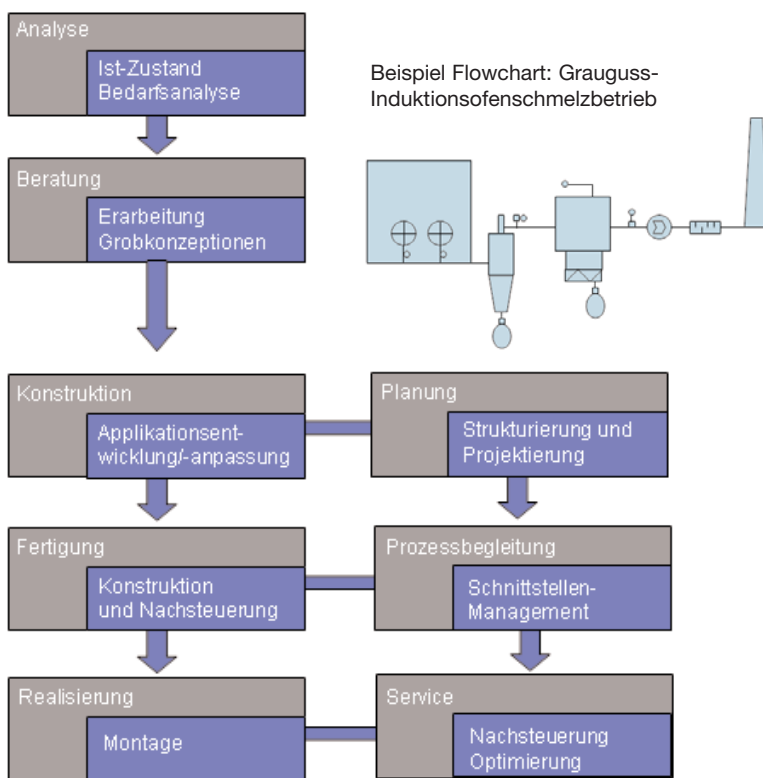 Analyse
Ist-Zustand
Bedarfsanalyse
Beispiel Flowchart: Grauguss-
Induktionsofenschmelzbetrieb
Beratung
Erarbeitung
Grobkonzeptionen
Konstruktion
Applikationsent-
wicklung/-anpassung
Planung
Strukturierung und
Projektierung
Fertigung
Konstruktion
und Nachsteuerung
Prozessbegleitung
Schnittstellen-
Management
Realisierung
Montage
Service
Nachsteuerung
Optimierung